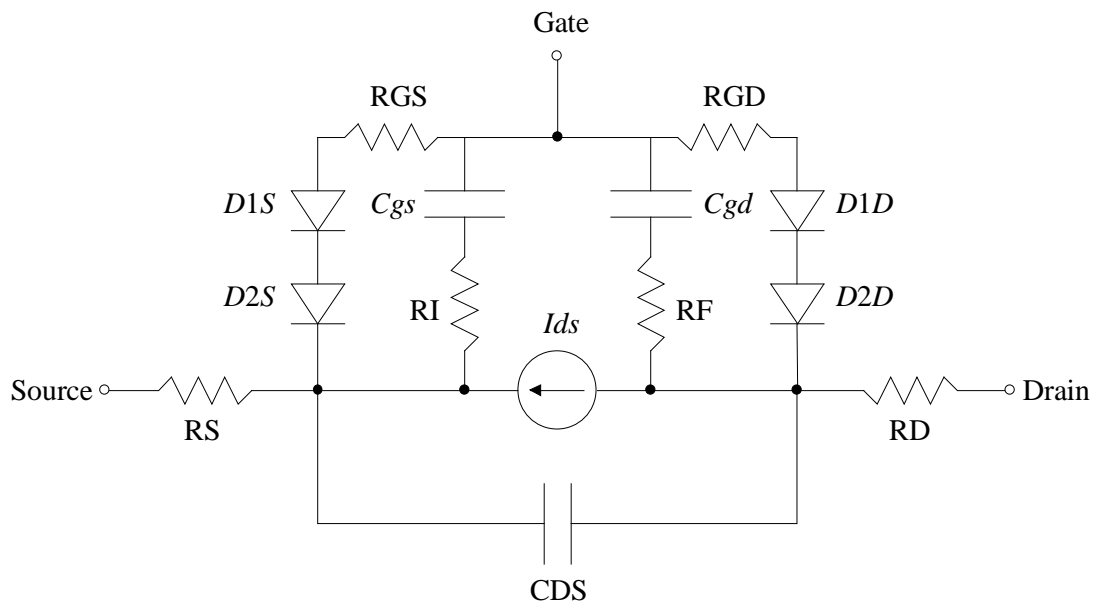 Gate
RGS
RGD
D1S
Cgs
Cgd
D1D
D2S
RI
Ids
RF
D2D
Source
Drain
RS
RD
CDS